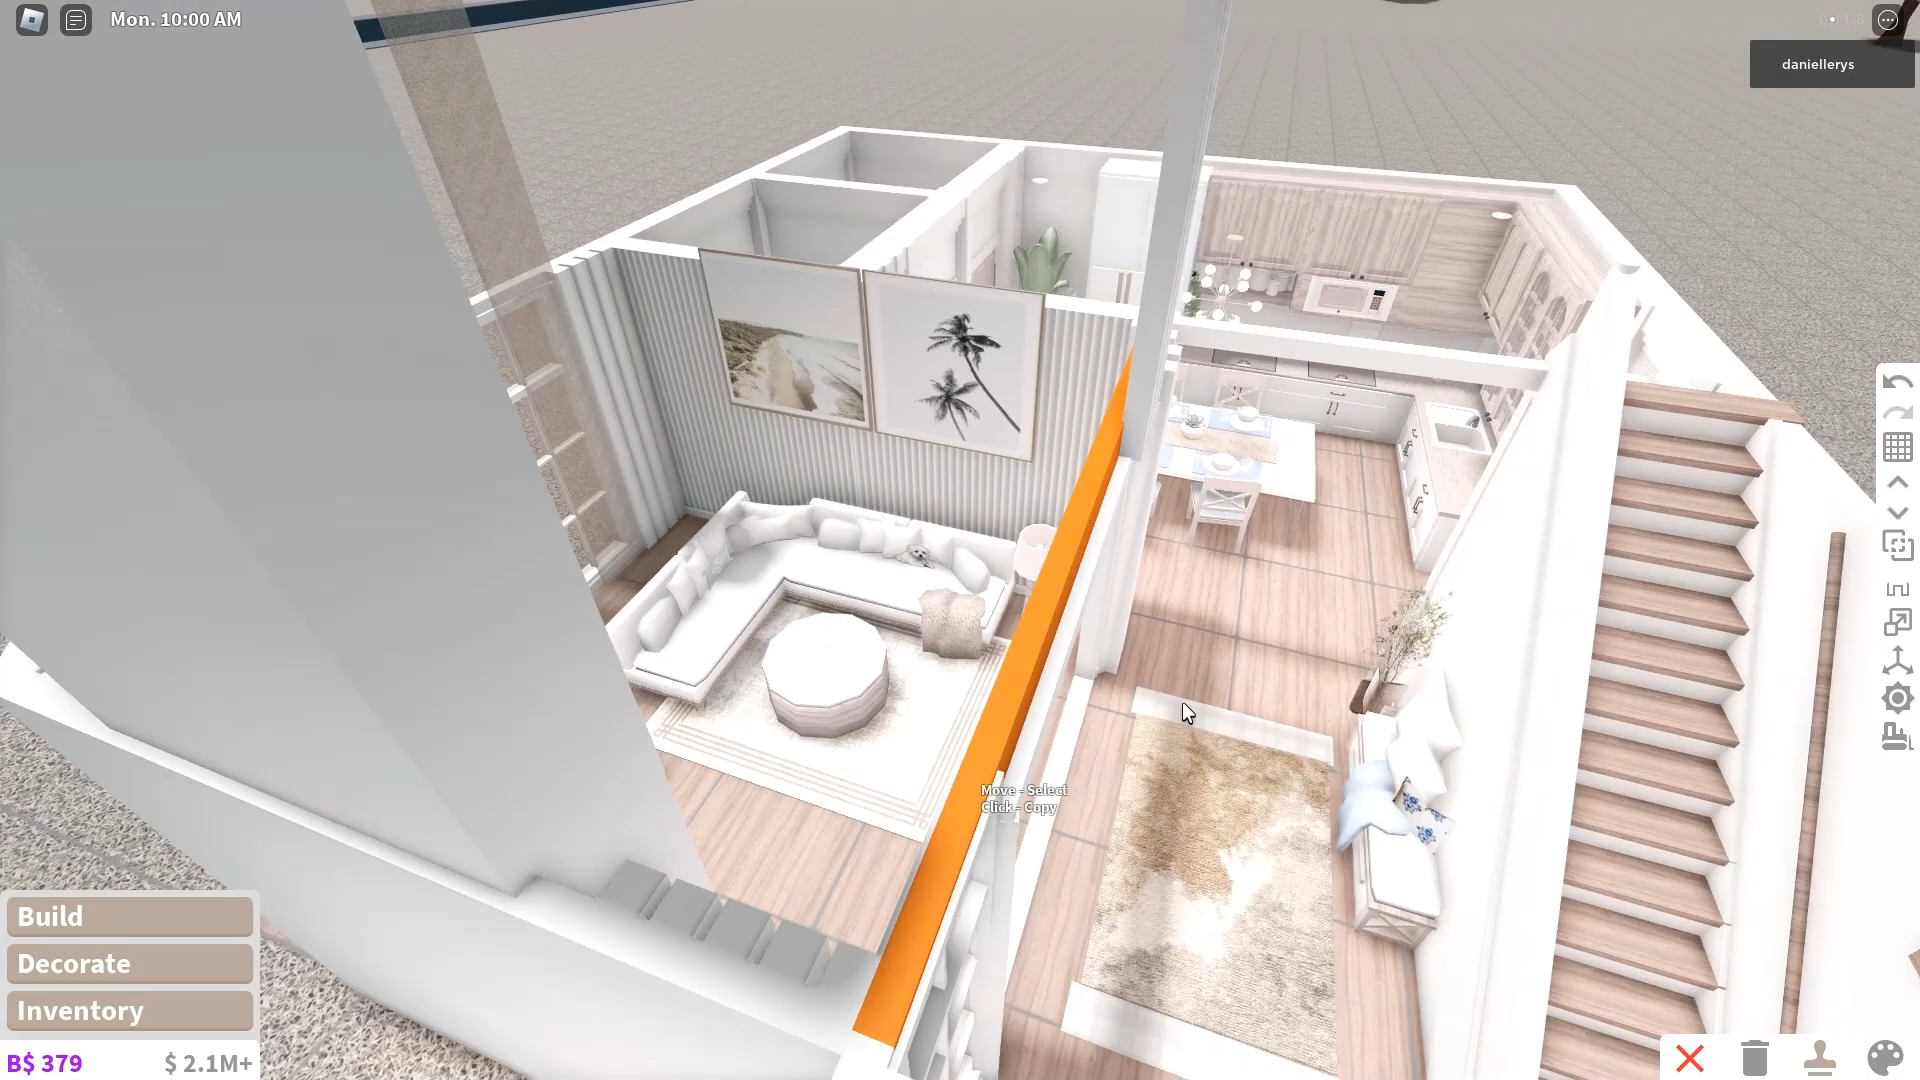 Mon. 10:00 AM
daniellerys
Move - Select
Click - Copy
Build
Decorate
Inventory
B$ 379
$ 2.1M+